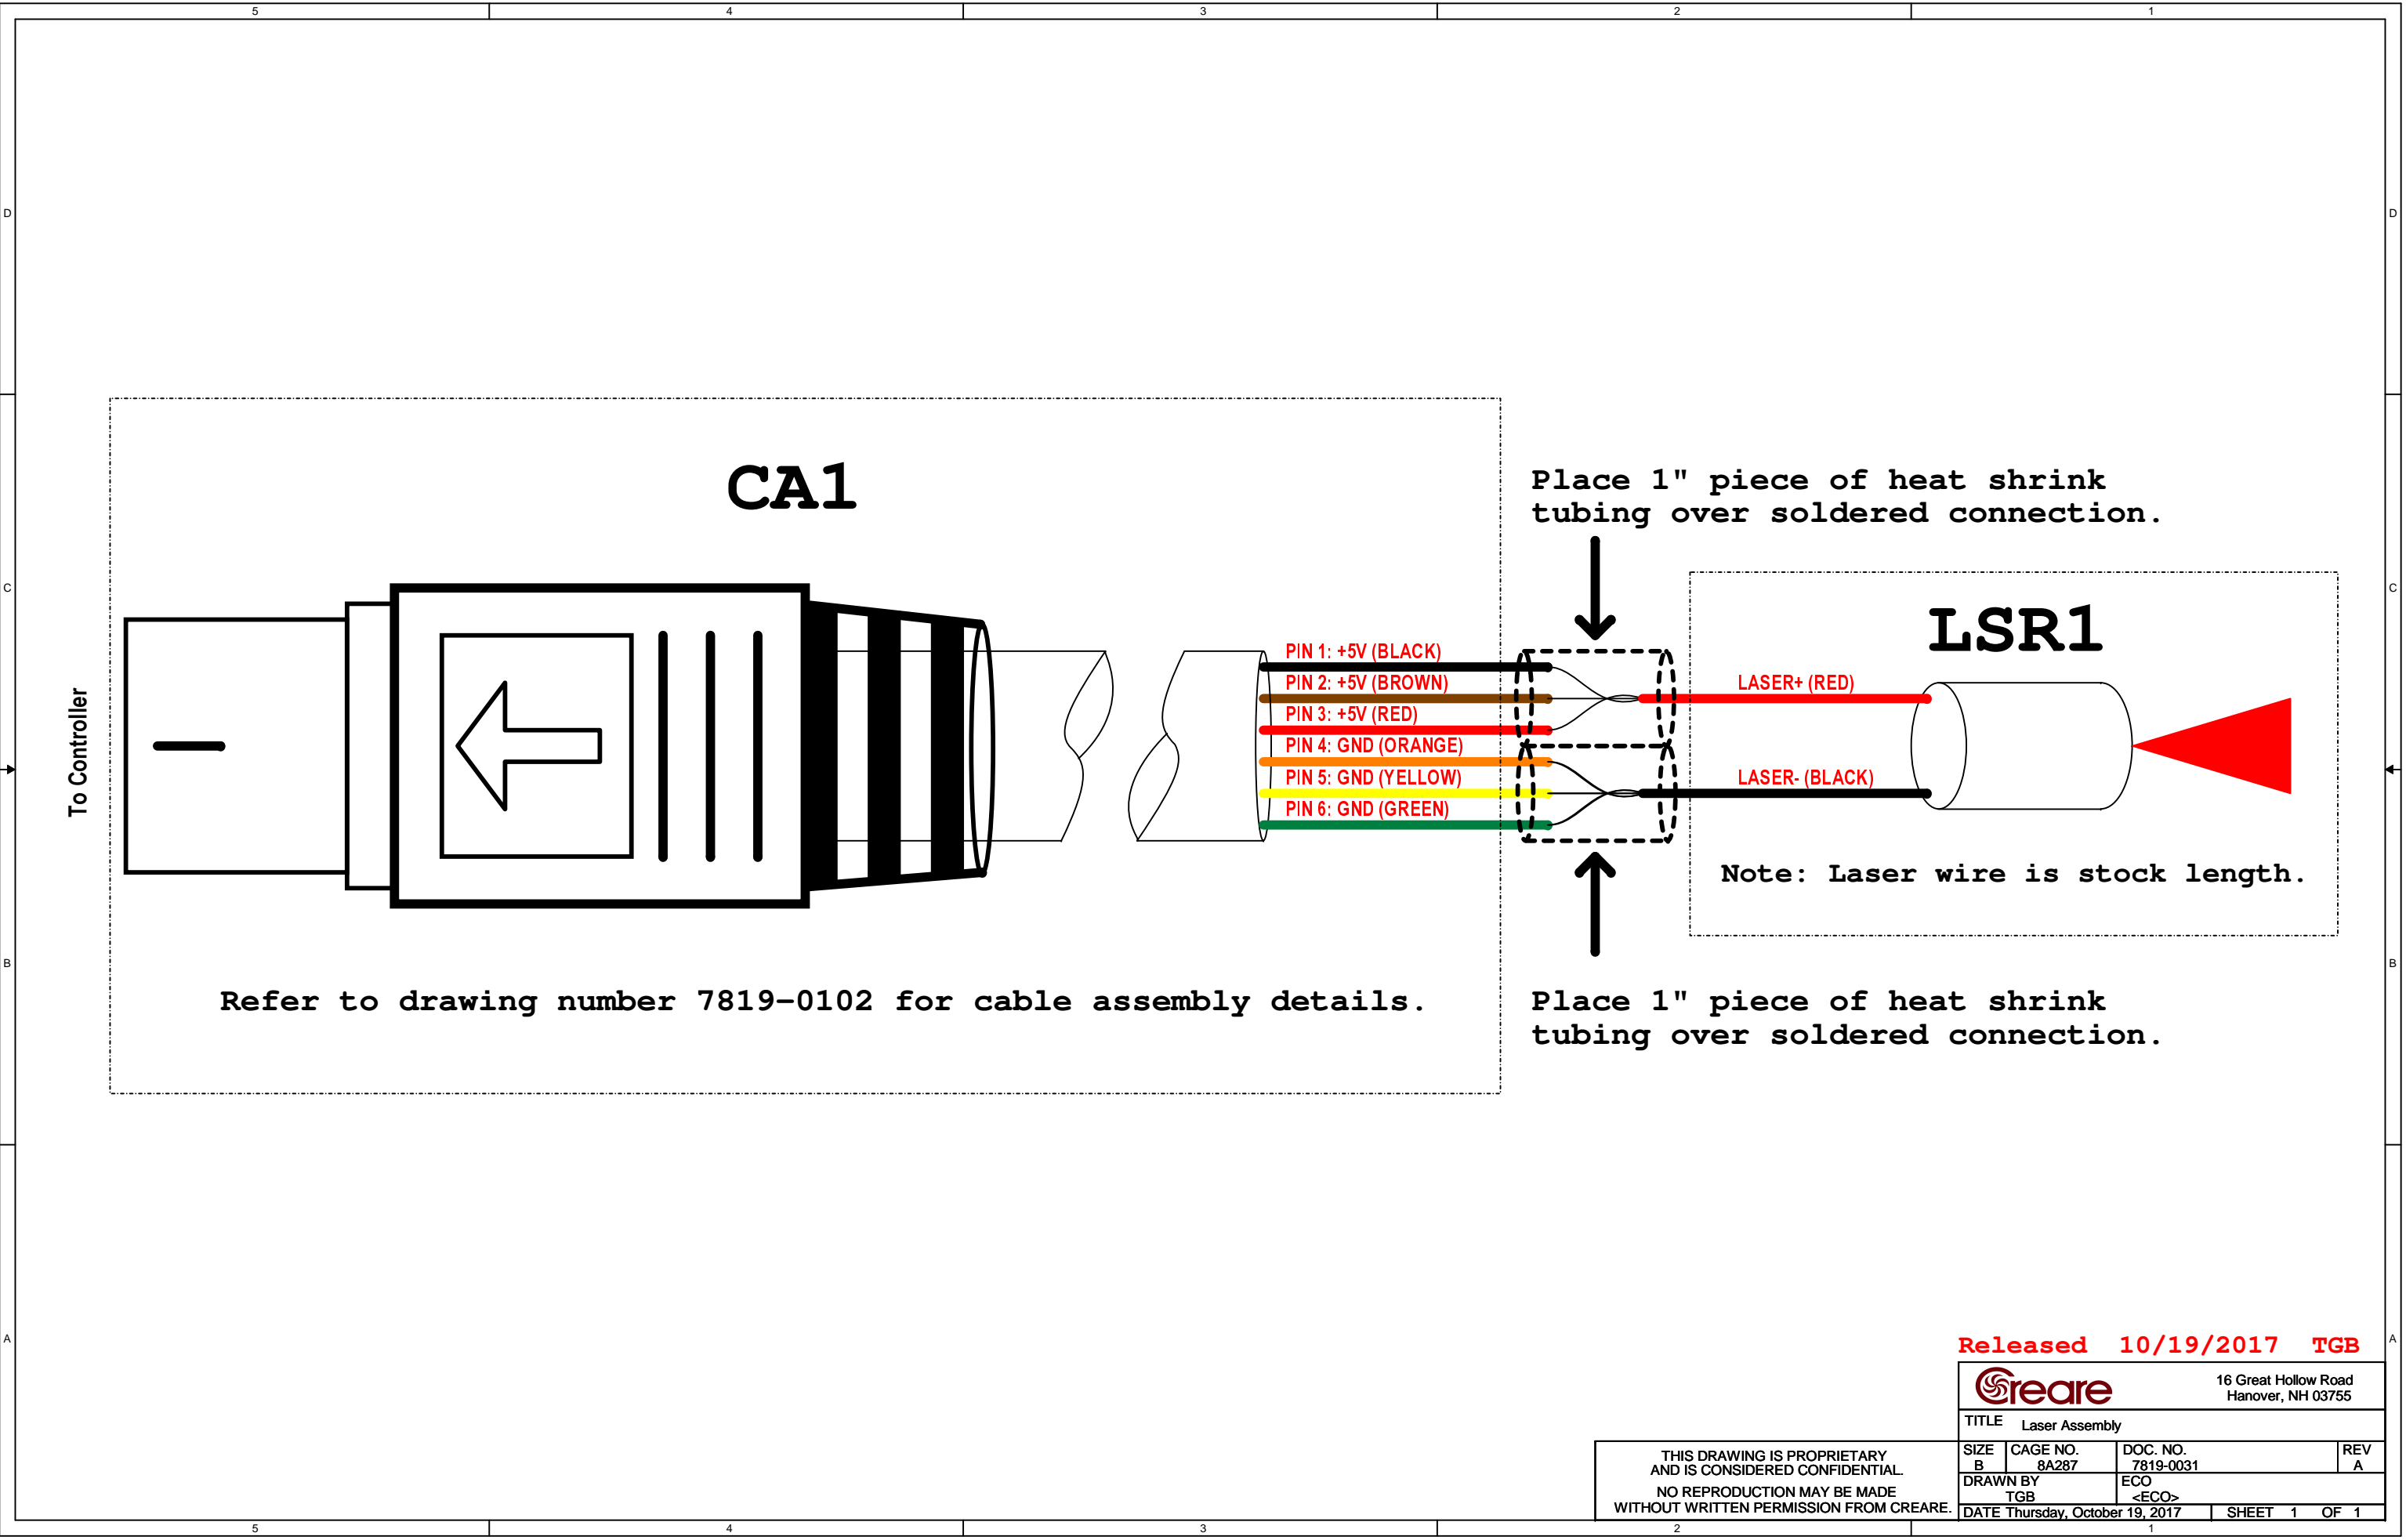 5 4 3 2 1
D D
CA1
Place 1" piece of heat shrink
tubing over soldered connection.
C C
LSR1
To Controller
PIN 1: +5V (BLACK)
PIN 2: +5V (BROWN)
PIN 3: +5V (RED)
PIN 4: GND (ORANGE)
PIN 5: GND (YELLOW)
PIN 6: GND (GREEN)
LASER+ (RED)
LASER- (BLACK)
Note: Laser wire is stock length.
B B
Refer to drawing number 7819-0102 for cable assembly details.
Place 1" piece of heat shrink
tubing over soldered connection.
A A
Released 10/19/2017 TGB
Creare
16 Great Hollow Road
Hanover, NH 03755
TITLE Laser Assembly
THIS DRAWING IS PROPRIETARY
AND IS CONSIDERED CONFIDENTIAL.
NO REPRODUCTION MAY BE MADE
WITHOUT WRITTEN PERMISSION FROM CREARE.
SIZE CAGE NO. DOC. NO. REV
B 8A287 7819-0031 A
DRAWN BY ECO
TGB <ECO>
DATE Thursday, October 19, 2017 SHEET 1 OF 1
5 4 3 2 1